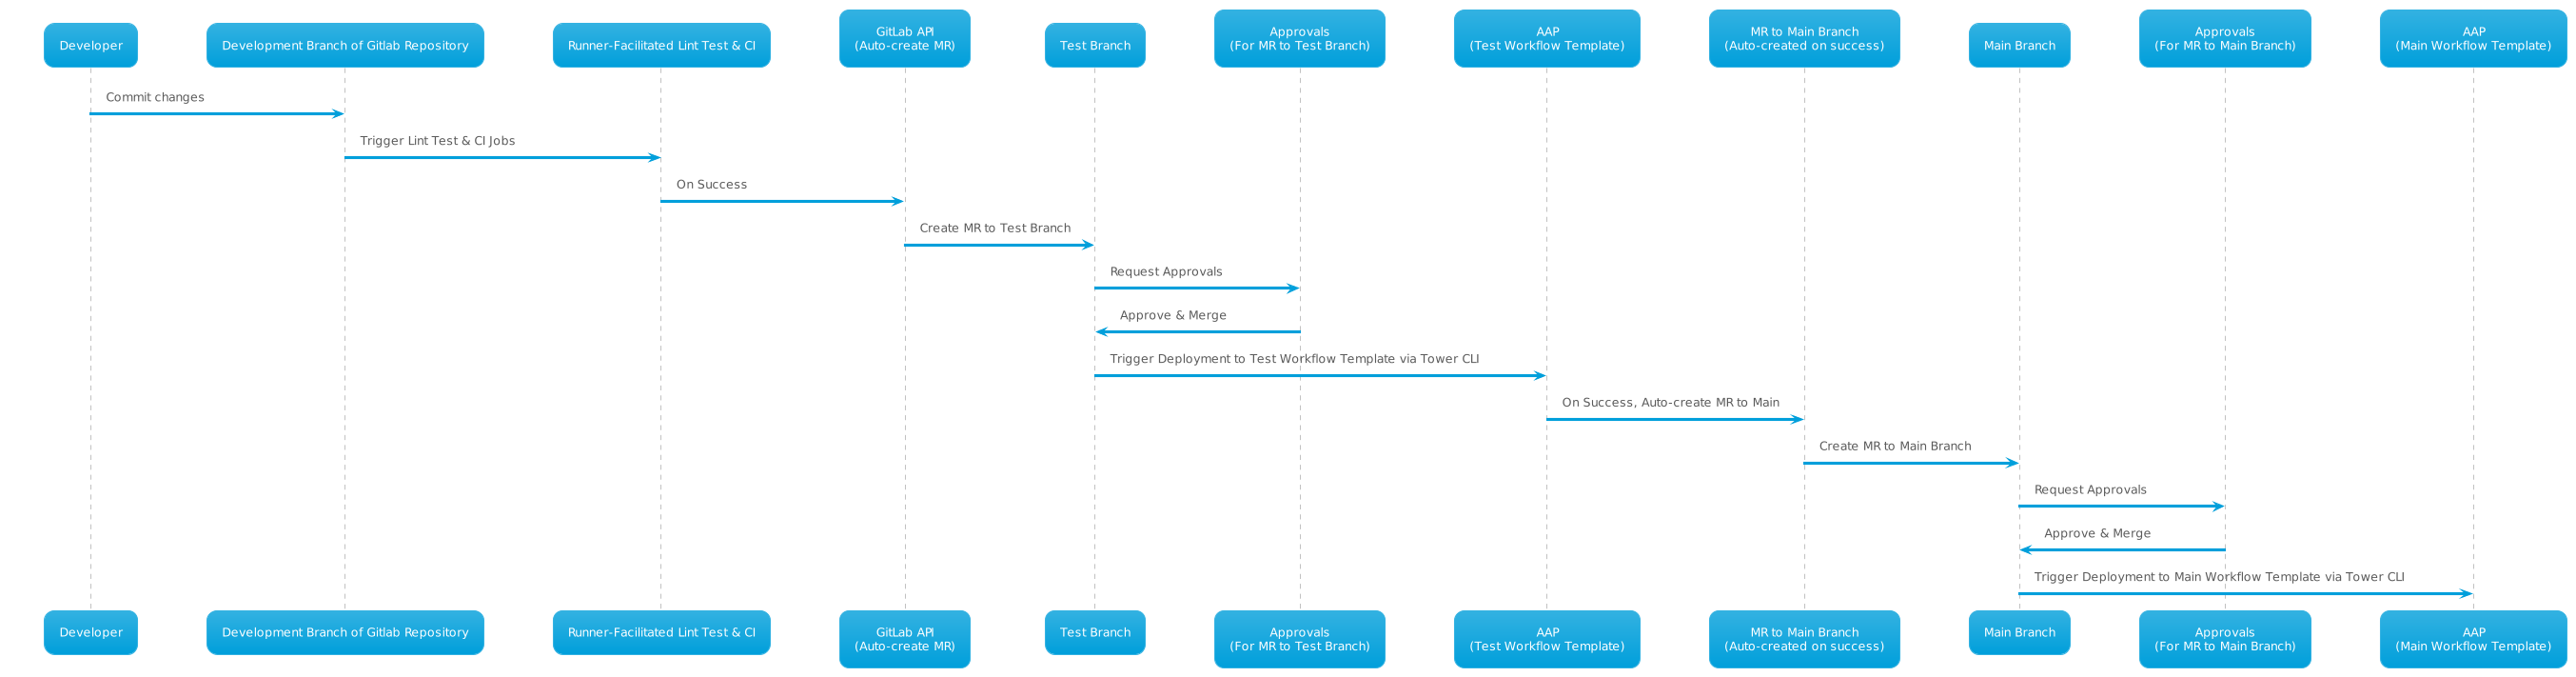 Developer
Development Branch of Gitlab Repository
Runner-Facilitated Lint Test & CI
GitLab API
(Auto-create MR)
Test Branch
Approvals
(For MR to Test Branch)
AAP
(Test Workflow Template)
MR to Main Branch
(Auto-created on success)
Main Branch
Approvals
(For MR to Main Branch)
AAP
(Main Workflow Template)
Commit changes
Trigger Lint Test & CI Jobs
On Success
Create MR to Test Branch
Request Approvals
Approve & Merge
Trigger Deployment to Test Workflow Template via Tower CLI
On Success, Auto-create MR to Main
Create MR to Main Branch
Request Approvals
Approve & Merge
Trigger Deployment to Main Workflow Template via Tower CLI
Developer
Development Branch of Gitlab Repository
Runner-Facilitated Lint Test & CI
GitLab API
(Auto-create MR)
Test Branch
Approvals
(For MR to Test Branch)
AAP
(Test Workflow Template)
MR to Main Branch
(Auto-created on success)
Main Branch
Approvals
(For MR to Main Branch)
AAP
(Main Workflow Template)